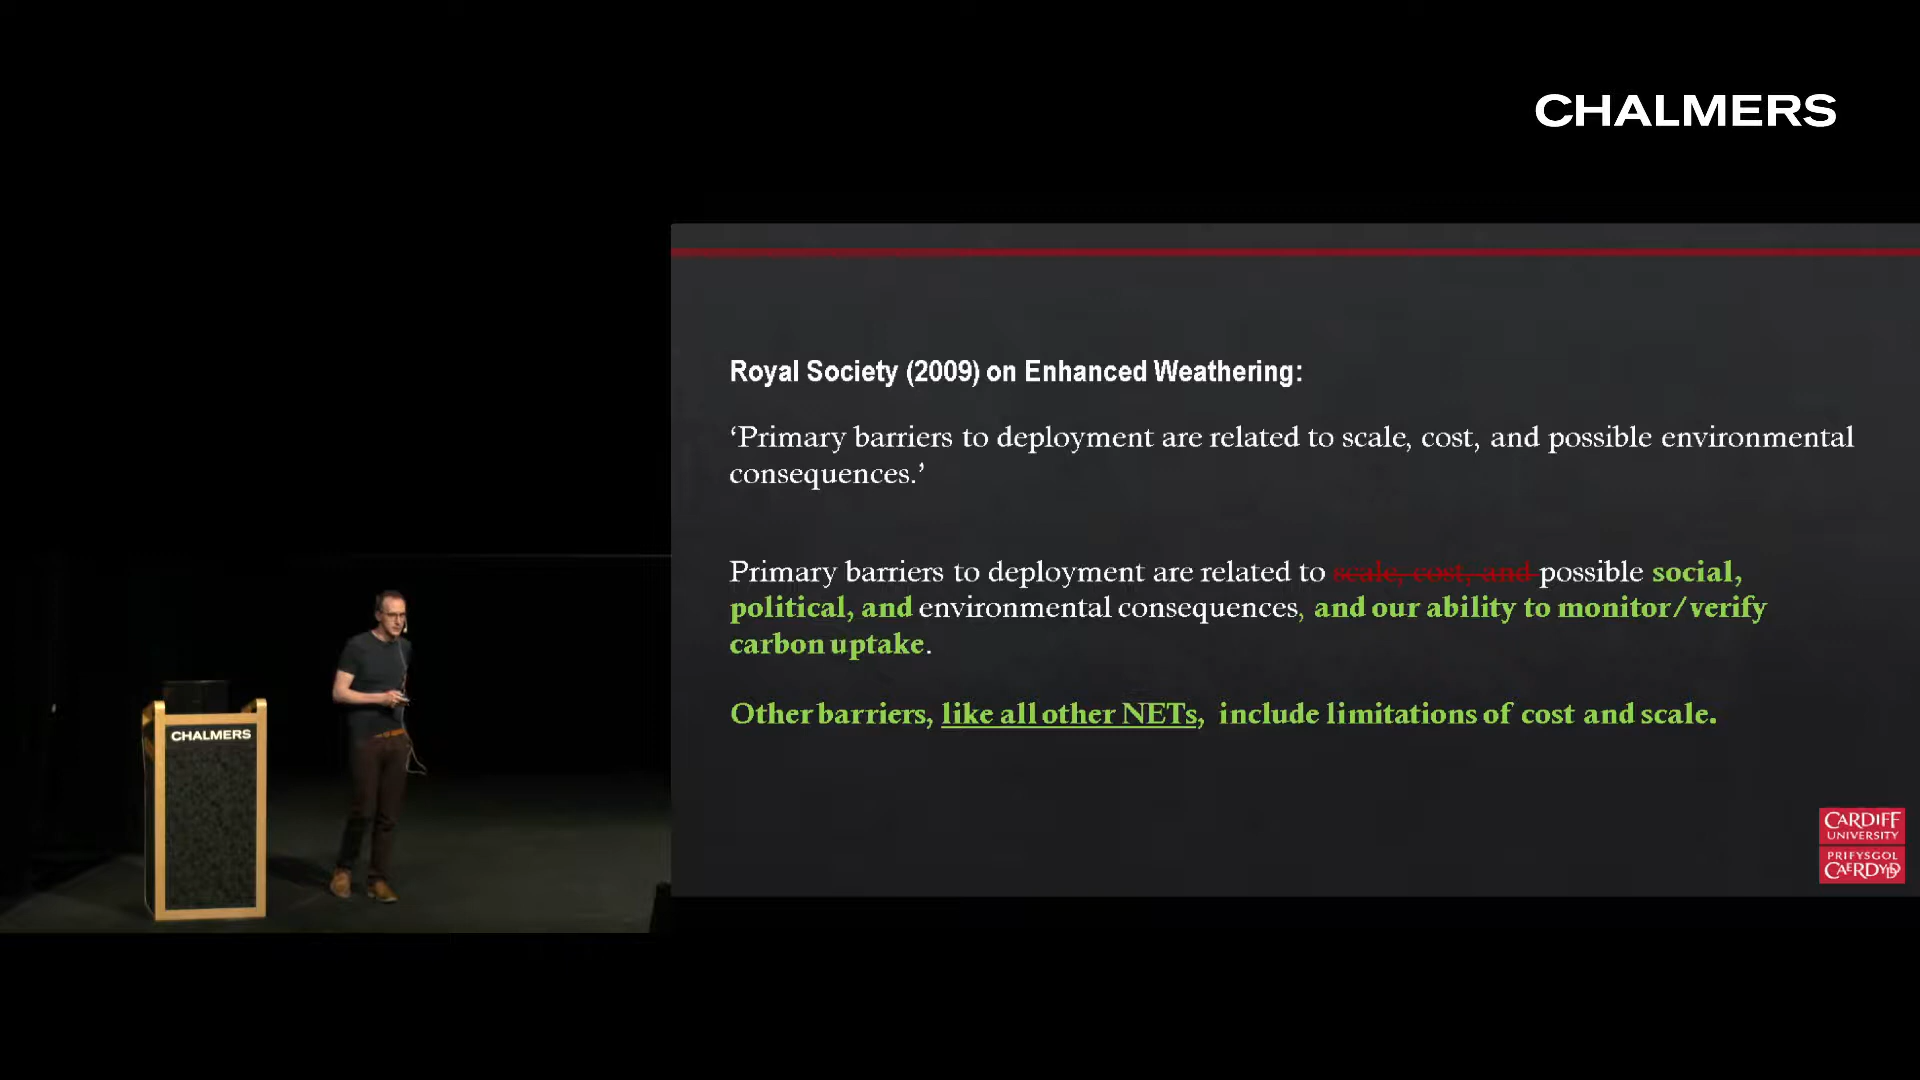 CHALMERS
Royal Society (2009) on Enhanced Weathering:
‘Primary barriers to deployment are related to scale, cost, and possible environmental
consequences.’
Primary barriers to deployment are related to scale, cost, and possible social,
political, and environmental consequences, and our ability to monitor/verify
carbon uptake.
Other barriers, like all other NETs, include limitations of cost and scale.
CHALMERS
CARDIFF
UNIVERSITY
PRIFYSGOL
CAERDYDD